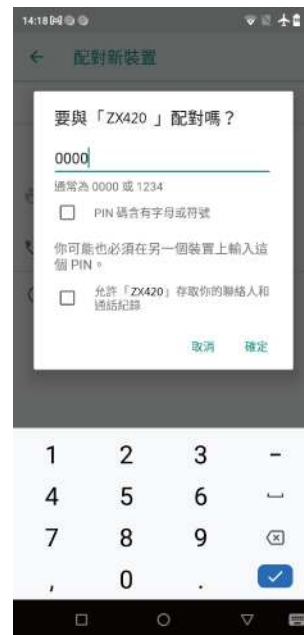 14:18
配對新裝置
要與「ZX420 」配對嗎？
0000
通常為 0000 或 1234
PIN 碼含有字母或符號
你可能也必須在另一個裝置上輸入這
個 PIN。
允許「ZX420」存取你的聯絡人和
通話紀錄
取消 確定
1 2 3 -
4 5 6
7 8 9
, 0 .